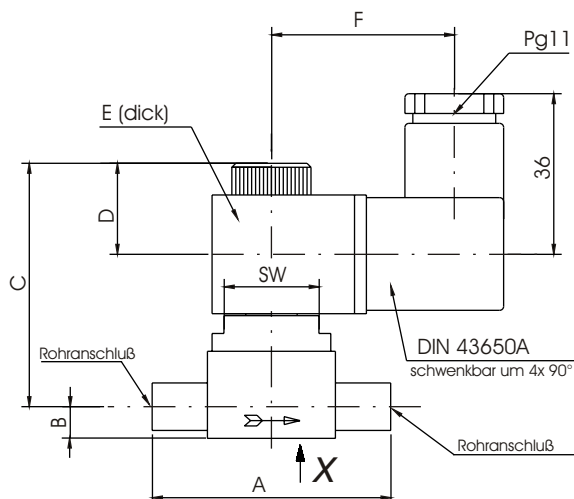 F
Pg11
E (dick)
36
D
C
SW
DIN 43650A
schwenkbar um 4x 90°
Rohranschluß
B
Rohranschluß
X
A